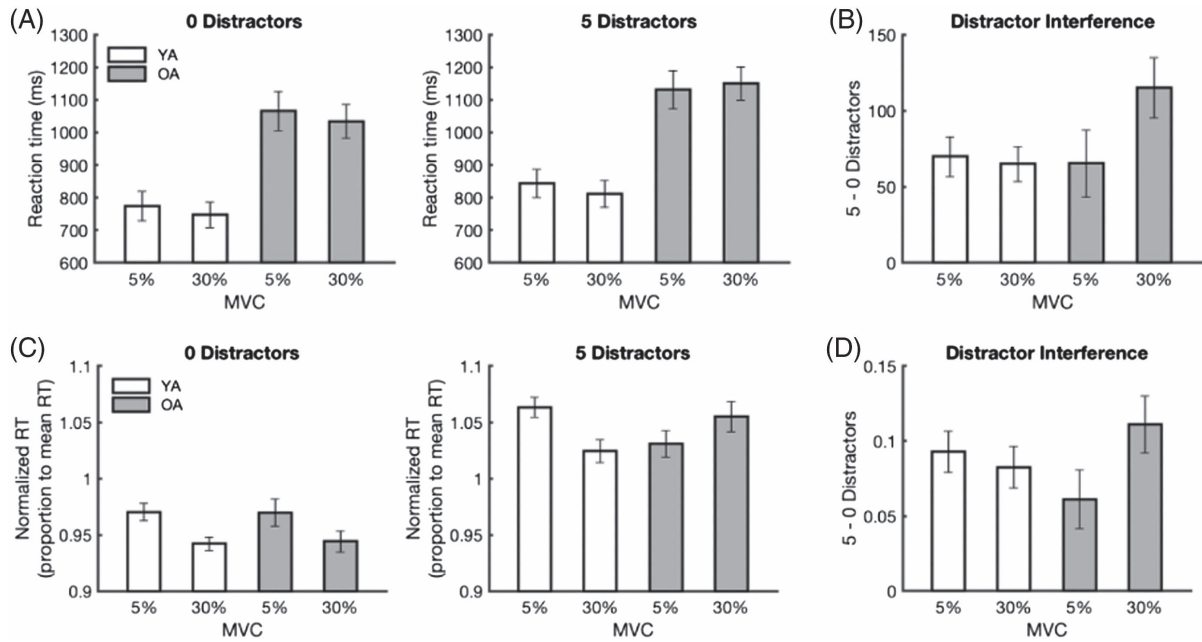 (A)
0 Distractors
YA
OA
Reaction time (ms)
1300
1200
1100
1000
900
800
700
600
5% 30% 5% 30%
MVC
5 Distractors
Reaction time (ms)
1300
1200
1100
1000
900
800
700
600
5% 30% 5% 30%
MVC
(B)
Distractor Interference
5 - 0 Distractors
150
100
50
0
5% 30% 5% 30%
MVC
(C)
0 Distractors
YA
OA
Normalized RT
(proportion to mean RT)
1.1
1.05
1
0.95
0.9
5% 30% 5% 30%
MVC
5 Distractors
Normalized RT
(proportion to mean RT)
1.1
1.05
1
0.95
0.9
5% 30% 5% 30%
MVC
(D)
Distractor Interference
5 - 0 Distractors
0.15
0.1
0.05
0
5% 30% 5% 30%
MVC